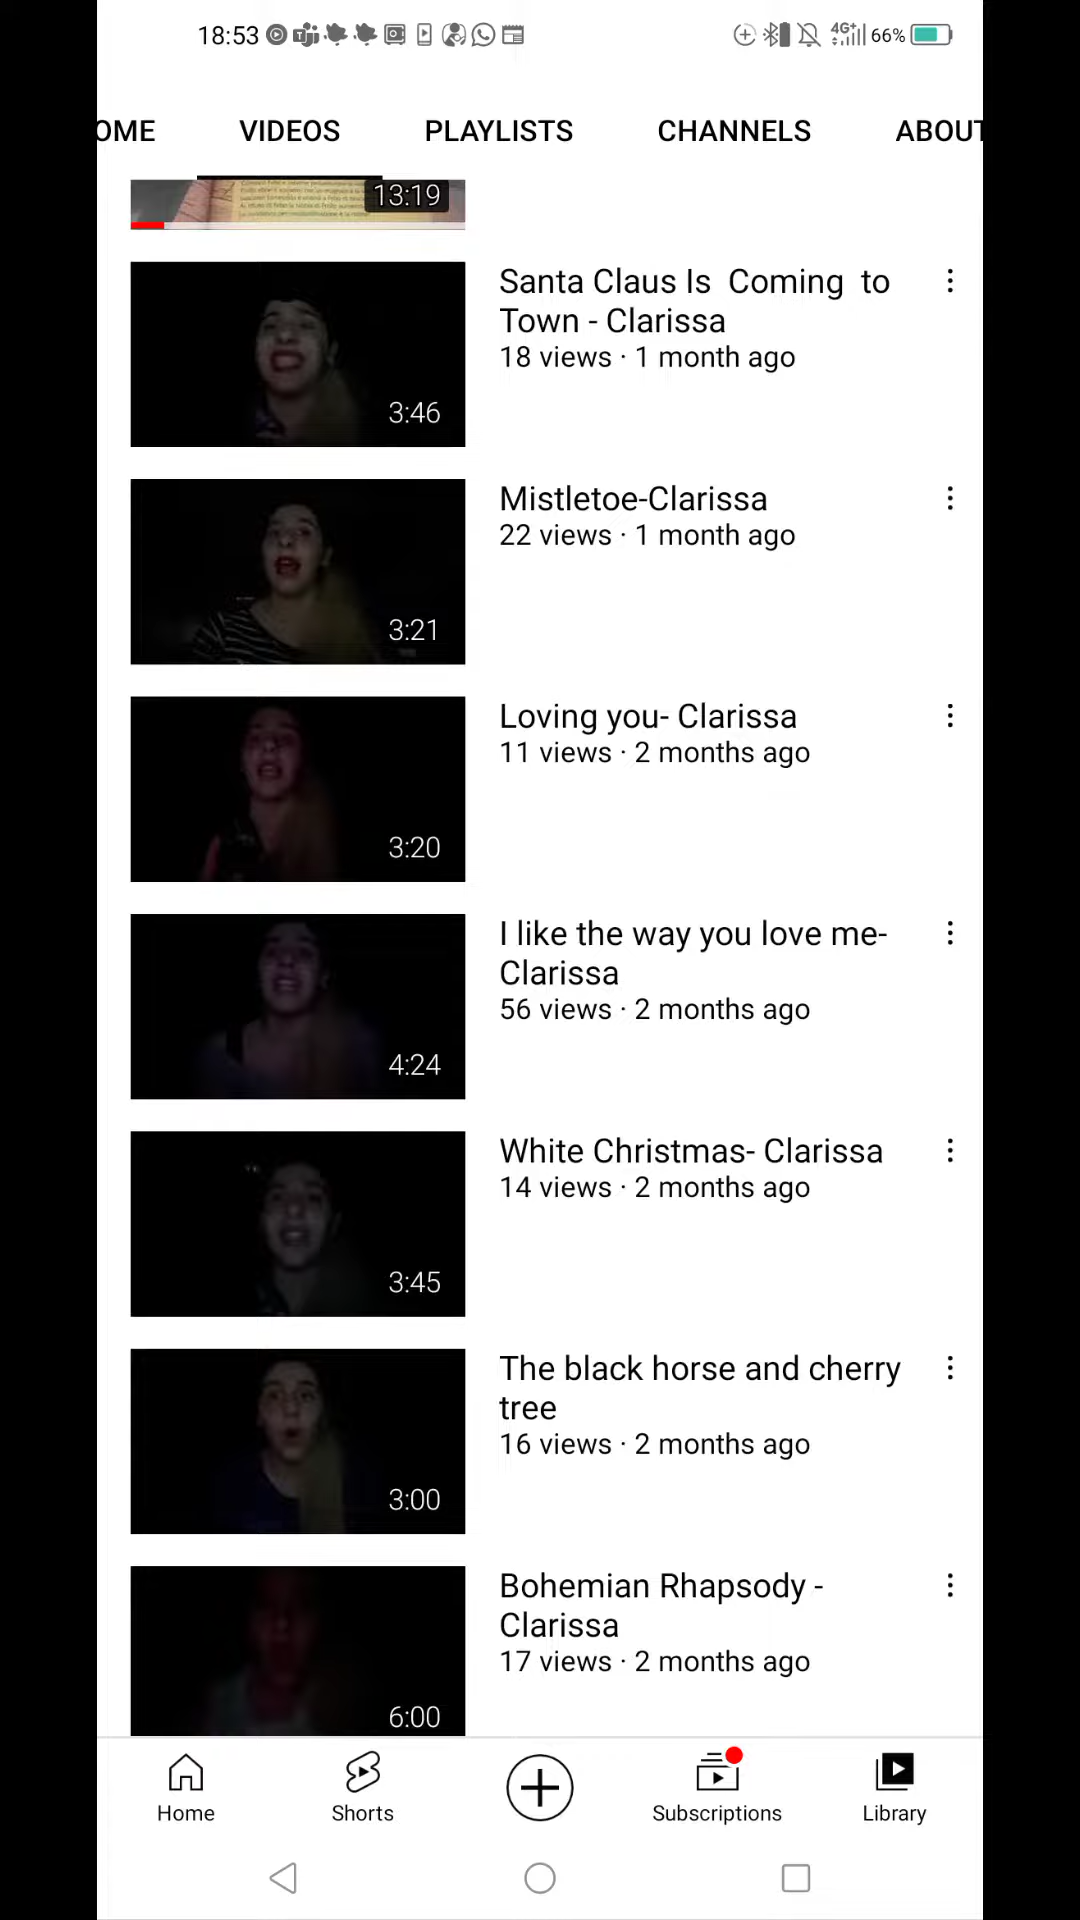 18:53
4G+
66%
OME VIDEOS PLAYLISTS CHANNELS ABOUT
13:19
Santa Claus Is  Coming  to
Town - Clarissa
18 views · 1 month ago
3:46
Mistletoe-Clarissa
22 views · 1 month ago
3:21
Loving you- Clarissa
11 views · 2 months ago
3:20
I like the way you love me-
Clarissa
56 views · 2 months ago
4:24
White Christmas- Clarissa
14 views · 2 months ago
3:45
The black horse and cherry
tree
16 views · 2 months ago
3:00
Bohemian Rhapsody -
Clarissa
17 views · 2 months ago
6:00
Home Shorts Subscriptions Library